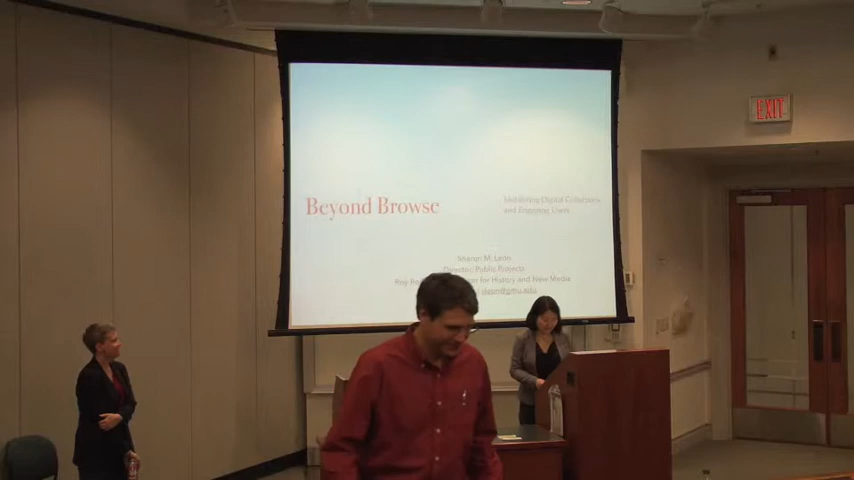 EXIT
Beyond Browse
Mobilizing Digital Collections
and Engaging Users
Sharon M. Leon
Director, Public Projects
Roy for History and New Media